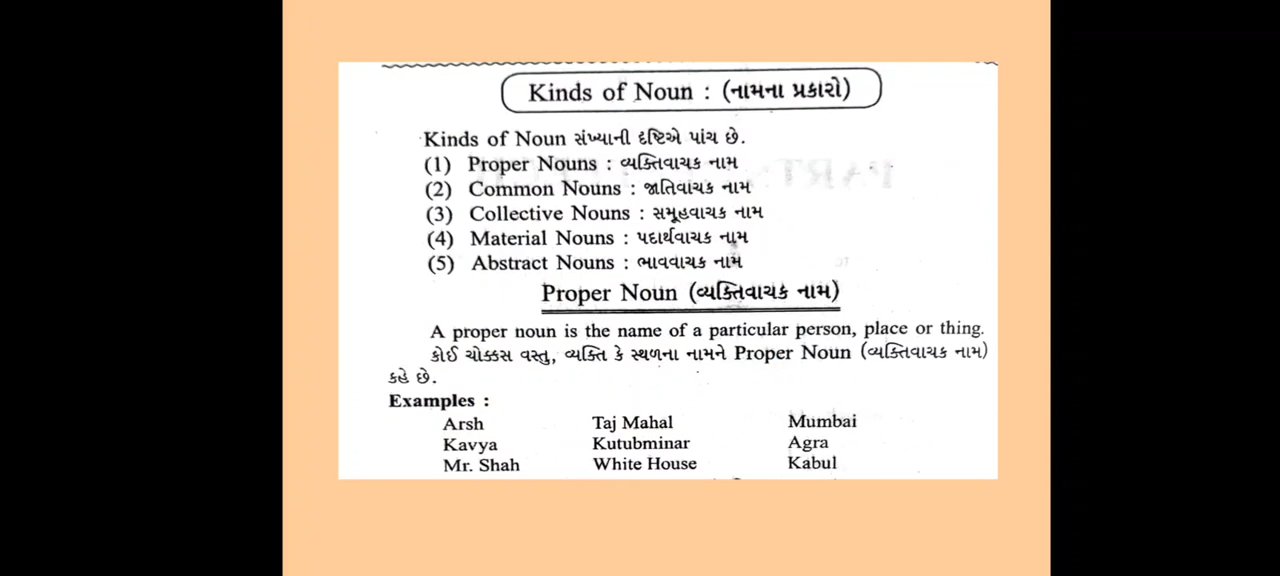 Kinds of Noun : (નામના પ્રકારો)
Kinds of Noun સંખ્યાની દૃષ્ટિએ પાંચ છે.
(1) Proper Nouns : વ્યક્તિવાચક નામ
(2) Common Nouns : જાતિવાચક નામ
(3) Collective Nouns : સમૂહવાચક નામ
(4) Material Nouns : પદાર્થવાચક નામ
(5) Abstract Nouns : ભાવવાચક નામ
Proper Noun (વ્યક્તિવાચક નામ)
A proper noun is the name of a particular person, place or thing.
કોઈ ચોક્કસ વસ્તુ, વ્યક્તિ કે સ્થળના નામને Proper Noun (વ્યક્તિવાચક નામ)
કહે છે.
Examples :
Arsh Taj Mahal Mumbai
Kavya Kutubminar Agra
Mr. Shah White House Kabul